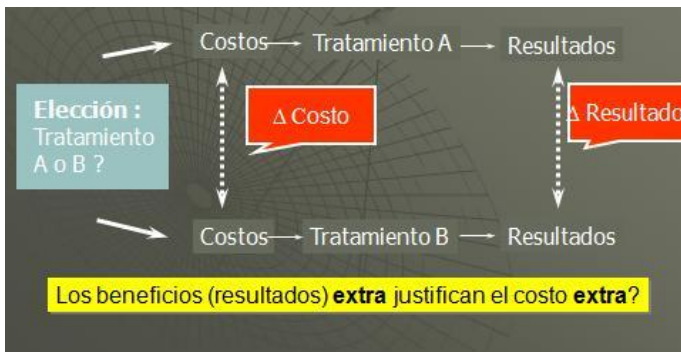 Costos
Tratamiento A
Resultados
Elección :
Tratamiento
A o B ?
Δ Costo
Δ Resultado
Costos
Tratamiento B
Resultados
Los beneficios (resultados) extra justifican el costo extra?